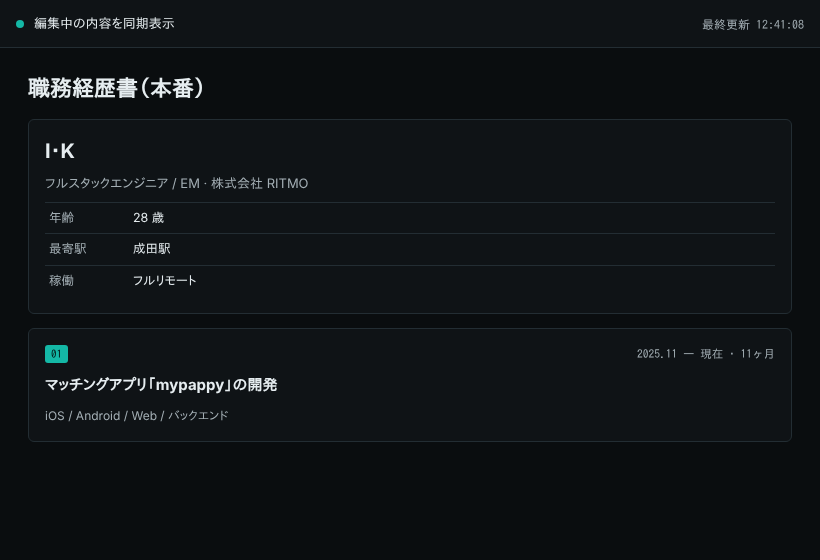 編集中の内容を同期表示
最終更新 12:41:08
職務経歴書（本番）
I·K
フルスタックエンジニア / EM · 株式会社 RITMO
年齢 28 歳
最寄駅 成田駅
稼働 フルリモート
01
2025.11 — 現在 · 11ヶ月
マッチングアプリ「mypappy」の開発
iOS / Android / Web / バックエンド